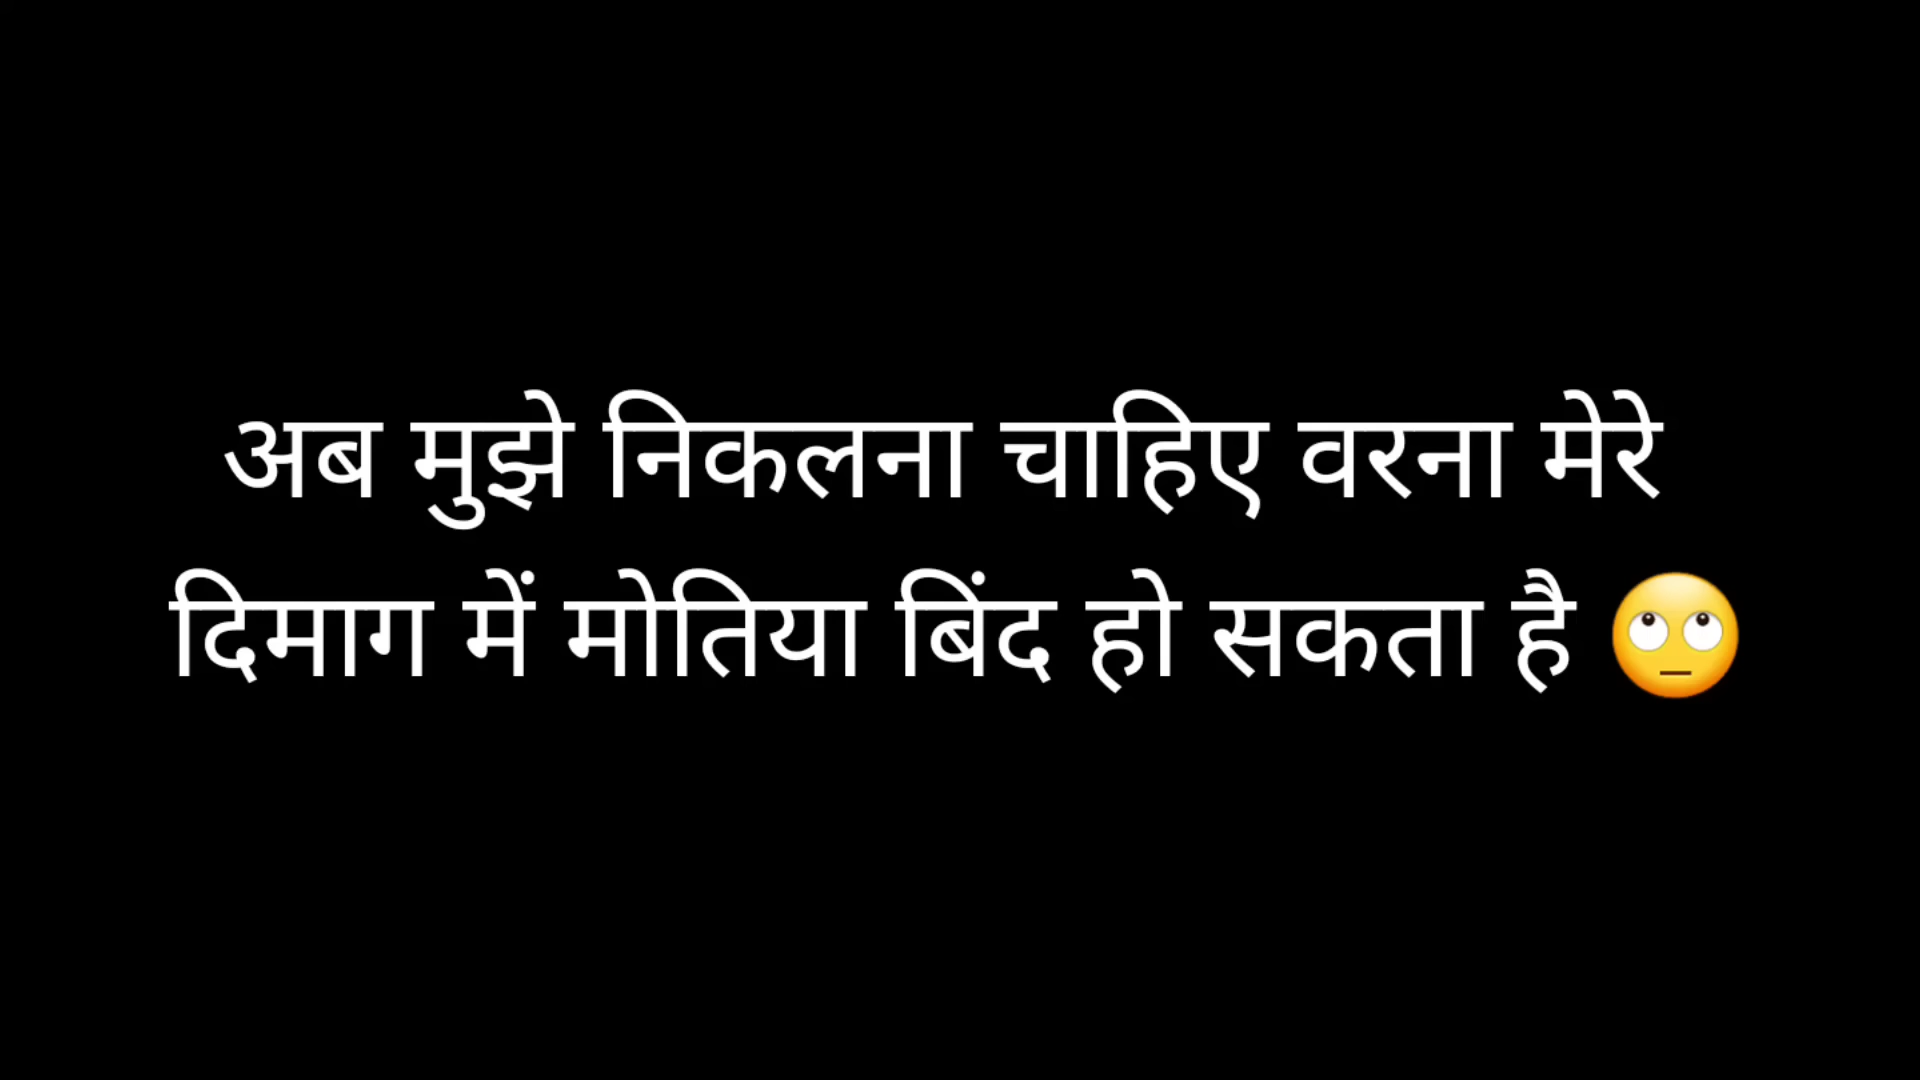 अब मुझे निकलना चाहिए वरना मेरे
दिमाग में मोतिया बिंद हो सकता है 🙄